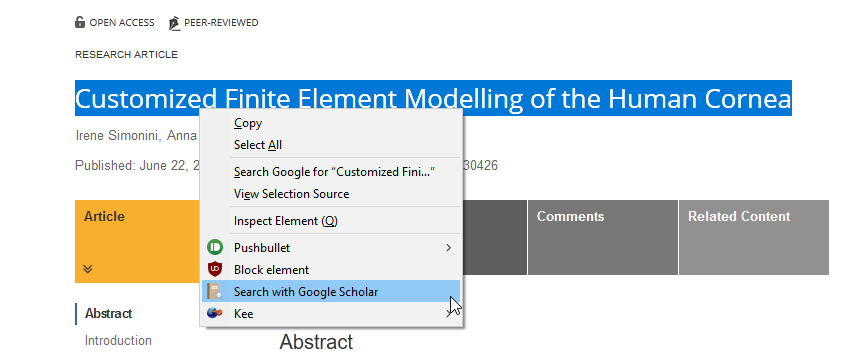 OPEN ACCESS PEER-REVIEWED
RESEARCH ARTICLE
Customized Finite Element Modelling of the Human Cornea
Irene Simonini, Anna
Published: June 22, 2 30426
Copy
Select All
Search Google for “Customized Fini...”
View Selection Source
Inspect Element (Q)
Pushbullet
Block element
Search with Google Scholar
Kee
Article
Comments
Related Content
Abstract
Introduction
Abstract